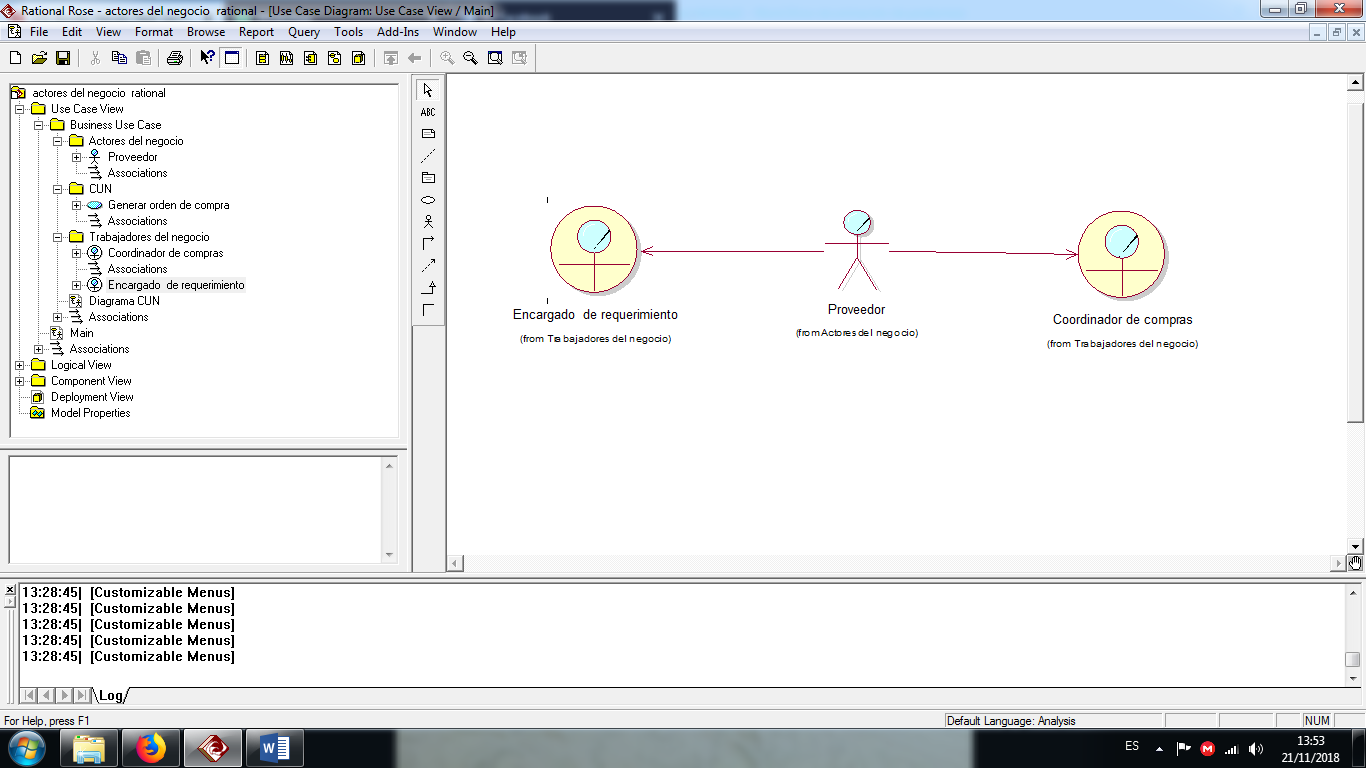 Rational Rose - actores del negocio  rational - [Use Case Diagram: Use Case View / Main]
File Edit View Format Browse Report Query Tools Add-Ins Window Help
actores del negocio  rational
Use Case View
Business Use Case
Actores del negocio
Proveedor
Associations
CUN
Generar orden de compra
Associations
Trabajadores del negocio
Coordinador de compras
Associations
Encargado  de requerimiento
Diagrama CUN
Associations
Main
Associations
Logical View
Component View
Deployment View
Model Properties
ABC
Encargado  de requerimiento
(from Trabajadores del negocio)
Proveedor
(from Actores del negocio)
Coordinador de compras
(from Trabajadores del negocio)
13:28:45|  [Customizable Menus]
13:28:45|  [Customizable Menus]
13:28:45|  [Customizable Menus]
13:28:45|  [Customizable Menus]
13:28:45|  [Customizable Menus]
Log
For Help, press F1
Default Language: Analysis
NUM
ES
13:53
21/11/2018